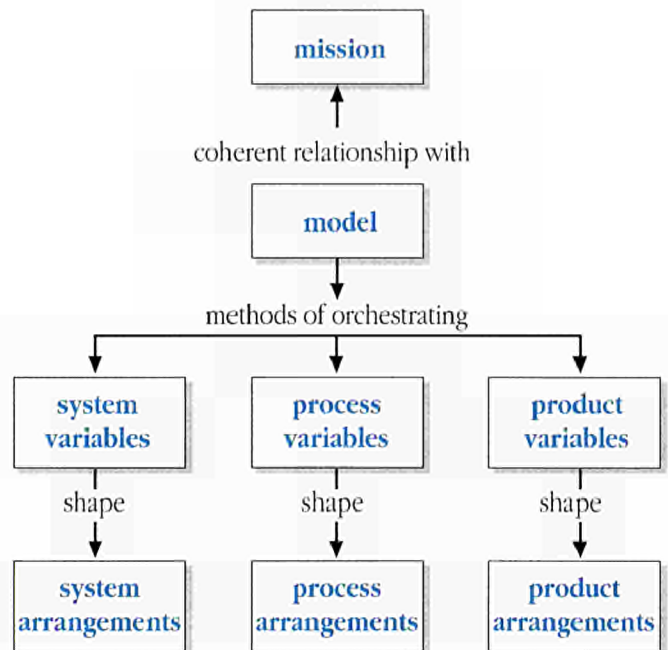 mission
coherent relationship with
model
methods of orchestrating
system
variables
process
variables
product
variables
shape
shape
shape
system
arrangements
process
arrangements
product
arrangements